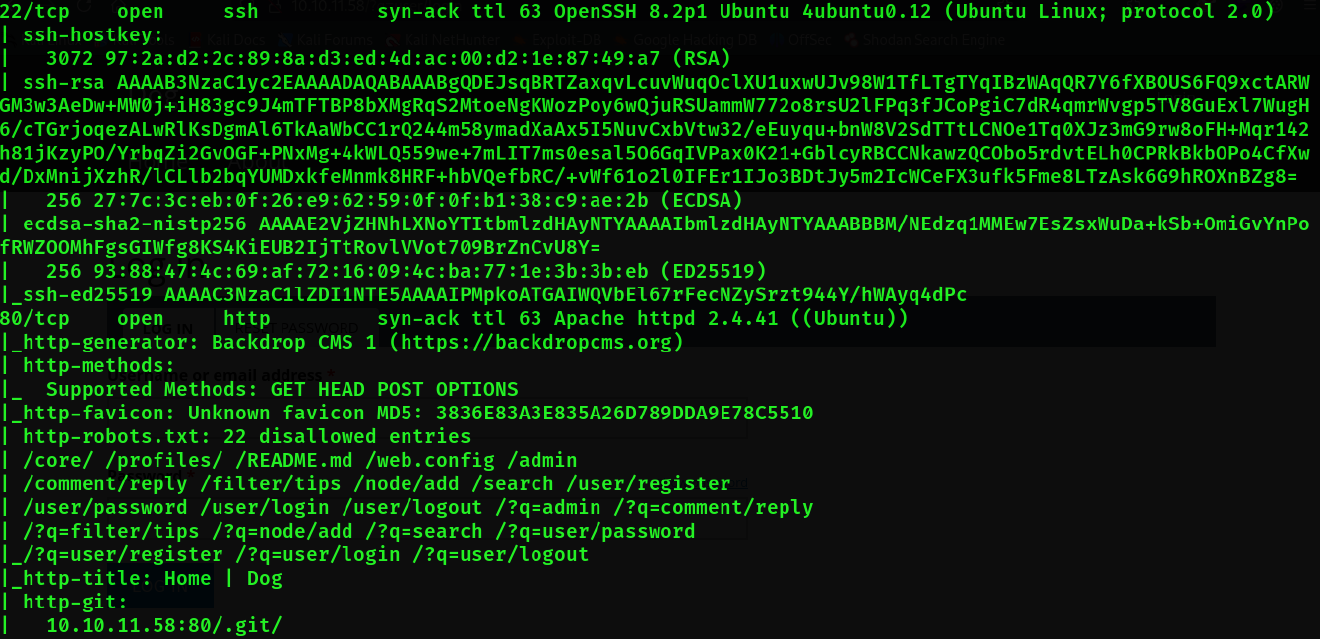 22/tcp    open     ssh          syn-ack ttl 63 OpenSSH 8.2p1 Ubuntu 4ubuntu0.12 (Ubuntu Linux; protocol 2.0)
| ssh-hostkey:
|   3072 97:2a:d2:2c:89:8a:d3:ed:4d:ac:00:d2:1e:87:49:a7 (RSA)
| ssh-rsa AAAAB3NzaC1yc2EAAAADAQABAAABgQDEJsqBRTZaxqvLcuvWuqOclXU1uxwUJv98W1TfLTgTYqIBzWAqQR7Y6fXBOUS6FQ9xctARW
GM3w3AeDw+MW0j+iH83gc9J4mTFTBP8bXMgRqS2MtoeNgKWozPoy6wQjuRSUammW772o8rsU2lFPq3fJCoPgiC7dR4qmrWvgp5TV8GuExl7WugH
6/cTGrjoqezALwRlKsDgmAl6TkAaWbCC1rQ244m58ymadXaAx5I5NuvCxbVtw32/eEuyqu+bnW8V2SdTTtLCNOe1Tq0XJz3mG9rw8oFH+Mqr142
h81jKzyPO/YrbqZi2GvOGF+PNxMg+4kWLQ559we+7mLIT7ms0esal5O6GqIVPax0K21+GblcyRBCCNkawzQCObo5rdvtELh0CPRkBkbOPo4CfXw
d/DxMnijXzhR/lCLlb2bqYUMDxkfeMnmk8HRF+hbVQefbRC/+vWf61o2l0IFEr1IJo3BDtJy5m2IcWCeFX3ufk5Fme8LTzAsk6G9hROXnBZg8=
|   256 27:7c:3c:eb:0f:26:e9:62:59:0f:0f:b1:38:c9:ae:2b (ECDSA)
| ecdsa-sha2-nistp256 AAAAE2VjZHNhLXNoYTItbmlzdHAyNTYAAAAIbmlzdHAyNTYAAABBBM/NEdzq1MMEw7EsZsxWuDa+kSb+OmiGvYnPo
fRWZOOMhFgsGIWfg8KS4KiEUB2IjTtRovlVVot709BrZnCvU8Y=
|   256 93:88:47:4c:69:af:72:16:09:4c:ba:77:1e:3b:3b:eb (ED25519)
|_ssh-ed25519 AAAAC3NzaC1lZDI1NTE5AAAAIPMpkoATGAIWQVbEl67rFecNZySrzt944Y/hWAyq4dPc
80/tcp    open     http         syn-ack ttl 63 Apache httpd 2.4.41 ((Ubuntu))
|_http-generator: Backdrop CMS 1 (https://backdropcms.org)
| http-methods:
|_  Supported Methods: GET HEAD POST OPTIONS
|_http-favicon: Unknown favicon MD5: 3836E83A3E835A26D789DDA9E78C5510
| http-robots.txt: 22 disallowed entries
| /core/ /profiles/ /README.md /web.config /admin
| /comment/reply /filter/tips /node/add /search /user/register
| /user/password /user/login /user/logout /?q=admin /?q=comment/reply
| /?q=filter/tips /?q=node/add /?q=search /?q=user/password
|_/?q=user/register /?q=user/login /?q=user/logout
|_http-title: Home | Dog
| http-git:
|   10.10.11.58:80/.git/